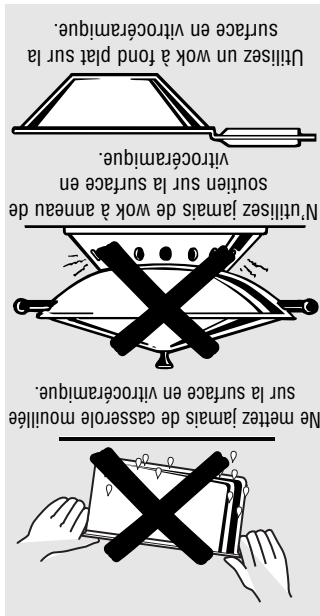 Ne mettez jamais de casserole mouillée
sur la surface en vitrocéramique.
N'utilisez jamais de wok à anneau de
soutien sur la surface en
vitrocéramique.
Utilisez un wok à fond plat sur la
surface en vitrocéramique.